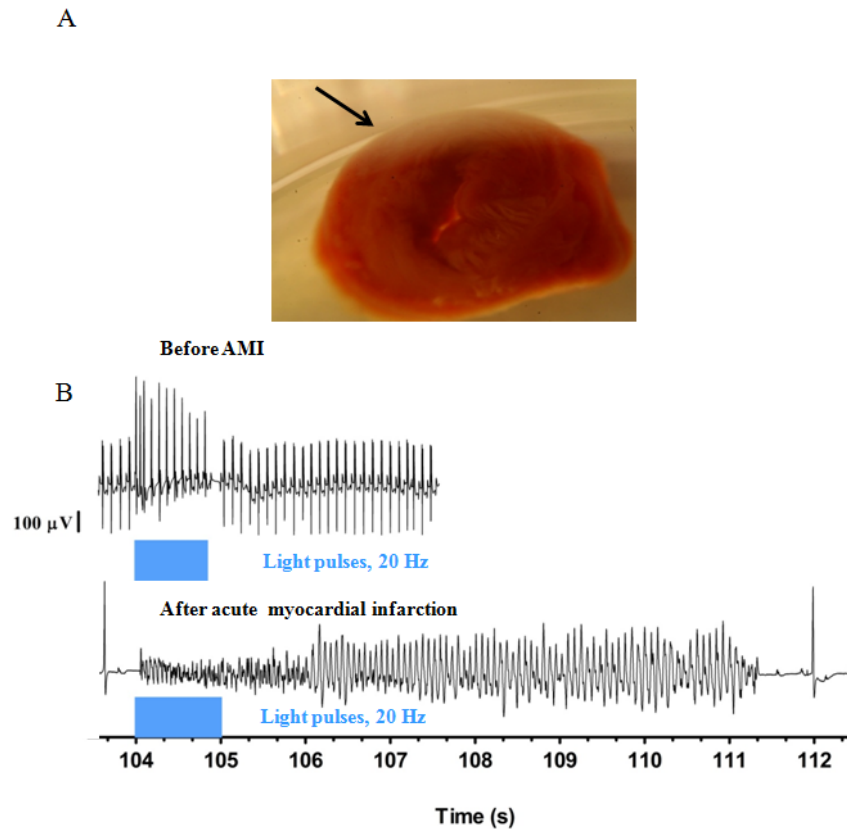 A
Before AMI
B
100 μV
Light pulses, 20 Hz
After acute myocardial infarction
Light pulses, 20 Hz
104 105 106 107 108 109 110 111 112
Time (s)